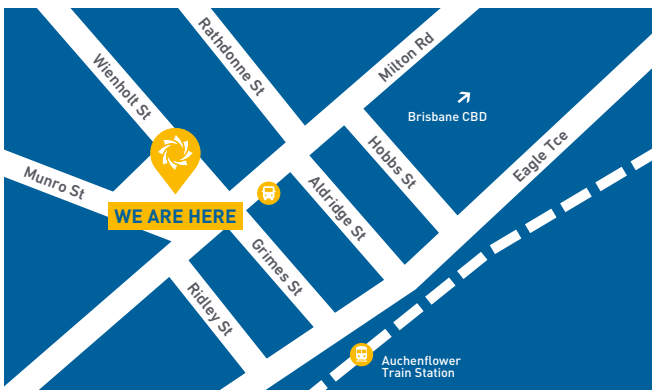 Rathdonne St
Milton Rd
Wienholt St
Brisbane CBD
Hobbs St
Eagle Tce
Munro St
Aldridge St
WE ARE HERE
Grimes St
Ridley St
Auchenflower
Train Station